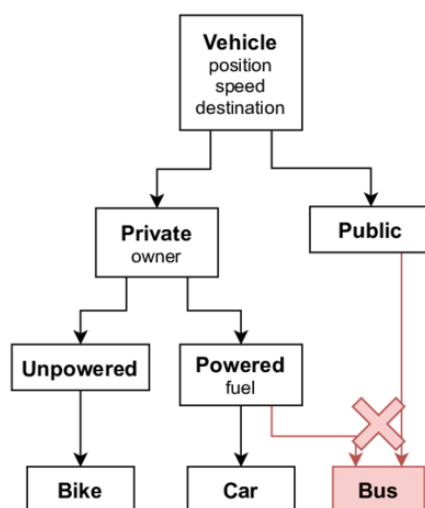 Vehicle
position
speed
destination
Private
owner
Public
Unpowered
Powered
fuel
Bike
Car
Bus